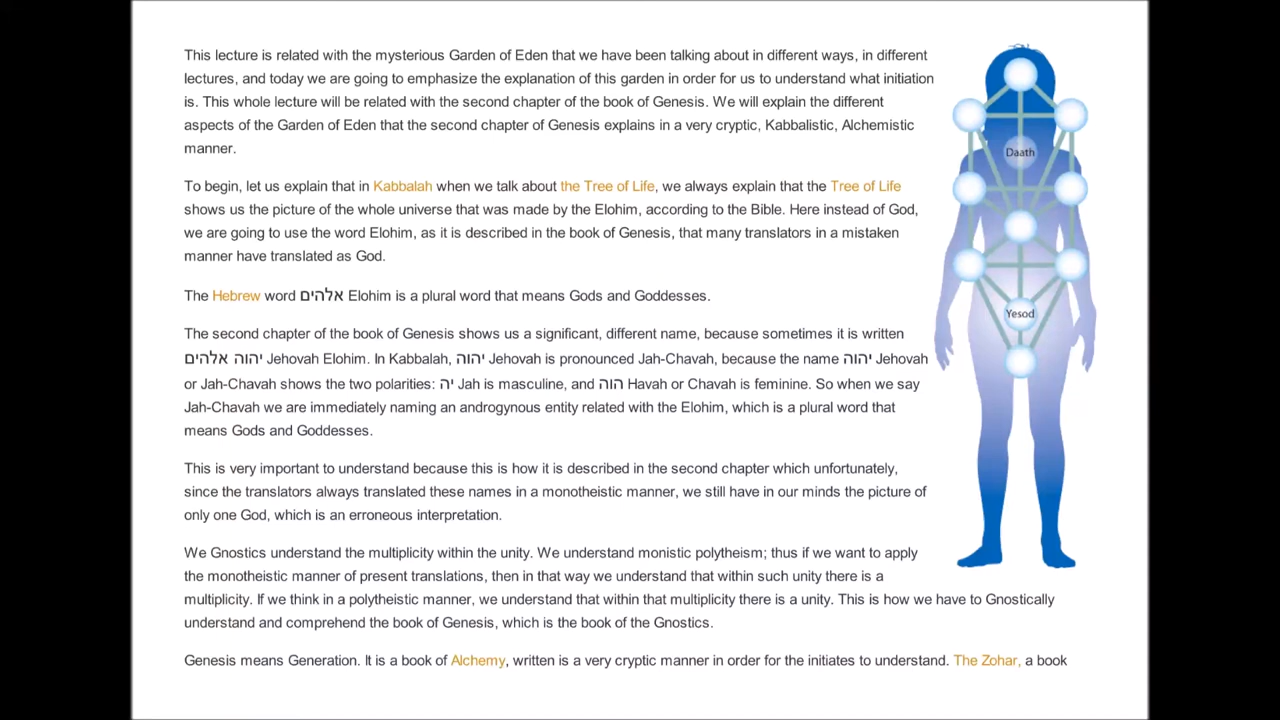 This lecture is related with the mysterious Garden of Eden that we have been talking about in different ways, in different
lectures, and today we are going to emphasize the explanation of this garden in order for us to understand what initiation
is. This whole lecture will be related with the second chapter of the book of Genesis. We will explain the different
aspects of the Garden of Eden that the second chapter of Genesis explains in a very cryptic, Kabbalistic, Alchemistic
manner.
To begin, let us explain that in Kabbalah when we talk about the Tree of Life, we always explain that the Tree of Life
shows us the picture of the whole universe that was made by the Elohim, according to the Bible. Here instead of God,
we are going to use the word Elohim, as it is described in the book of Genesis, that many translators in a mistaken
manner have translated as God.
The Hebrew word אלהים Elohim is a plural word that means Gods and Goddesses.
The second chapter of the book of Genesis shows us a significant, different name, because sometimes it is written
יהוה אלהים Jehovah Elohim. In Kabbalah, יהוה Jehovah is pronounced Jah-Chavah, because the name יהוה Jehovah
or Jah-Chavah shows the two polarities: יה Jah is masculine, and הוה Havah or Chavah is feminine. So when we say
Jah-Chavah we are immediately naming an androgynous entity related with the Elohim, which is a plural word that
means Gods and Goddesses.
This is very important to understand because this is how it is described in the second chapter which unfortunately,
since the translators always translated these names in a monotheistic manner, we still have in our minds the picture of
only one God, which is an erroneous interpretation.
We Gnostics understand the multiplicity within the unity. We understand monistic polytheism; thus if we want to apply
the monotheistic manner of present translations, then in that way we understand that within such unity there is a
multiplicity. If we think in a polytheistic manner, we understand that within that multiplicity there is a unity. This is how we have to Gnostically
understand and comprehend the book of Genesis, which is the book of the Gnostics.
Genesis means Generation. It is a book of Alchemy, written is a very cryptic manner in order for the initiates to understand. The Zohar, a book
Daath
Yesod